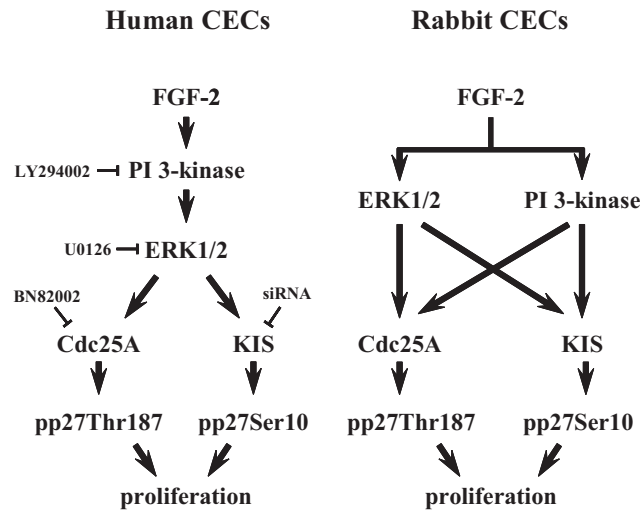 Human CECs
Rabbit CECs
FGF-2
FGF-2
LY294002
PI 3-kinase
ERK1/2
PI 3-kinase
U0126
ERK1/2
BN82002
siRNA
Cdc25A
KIS
Cdc25A
KIS
pp27Thr187
pp27Ser10
pp27Thr187
pp27Ser10
proliferation
proliferation